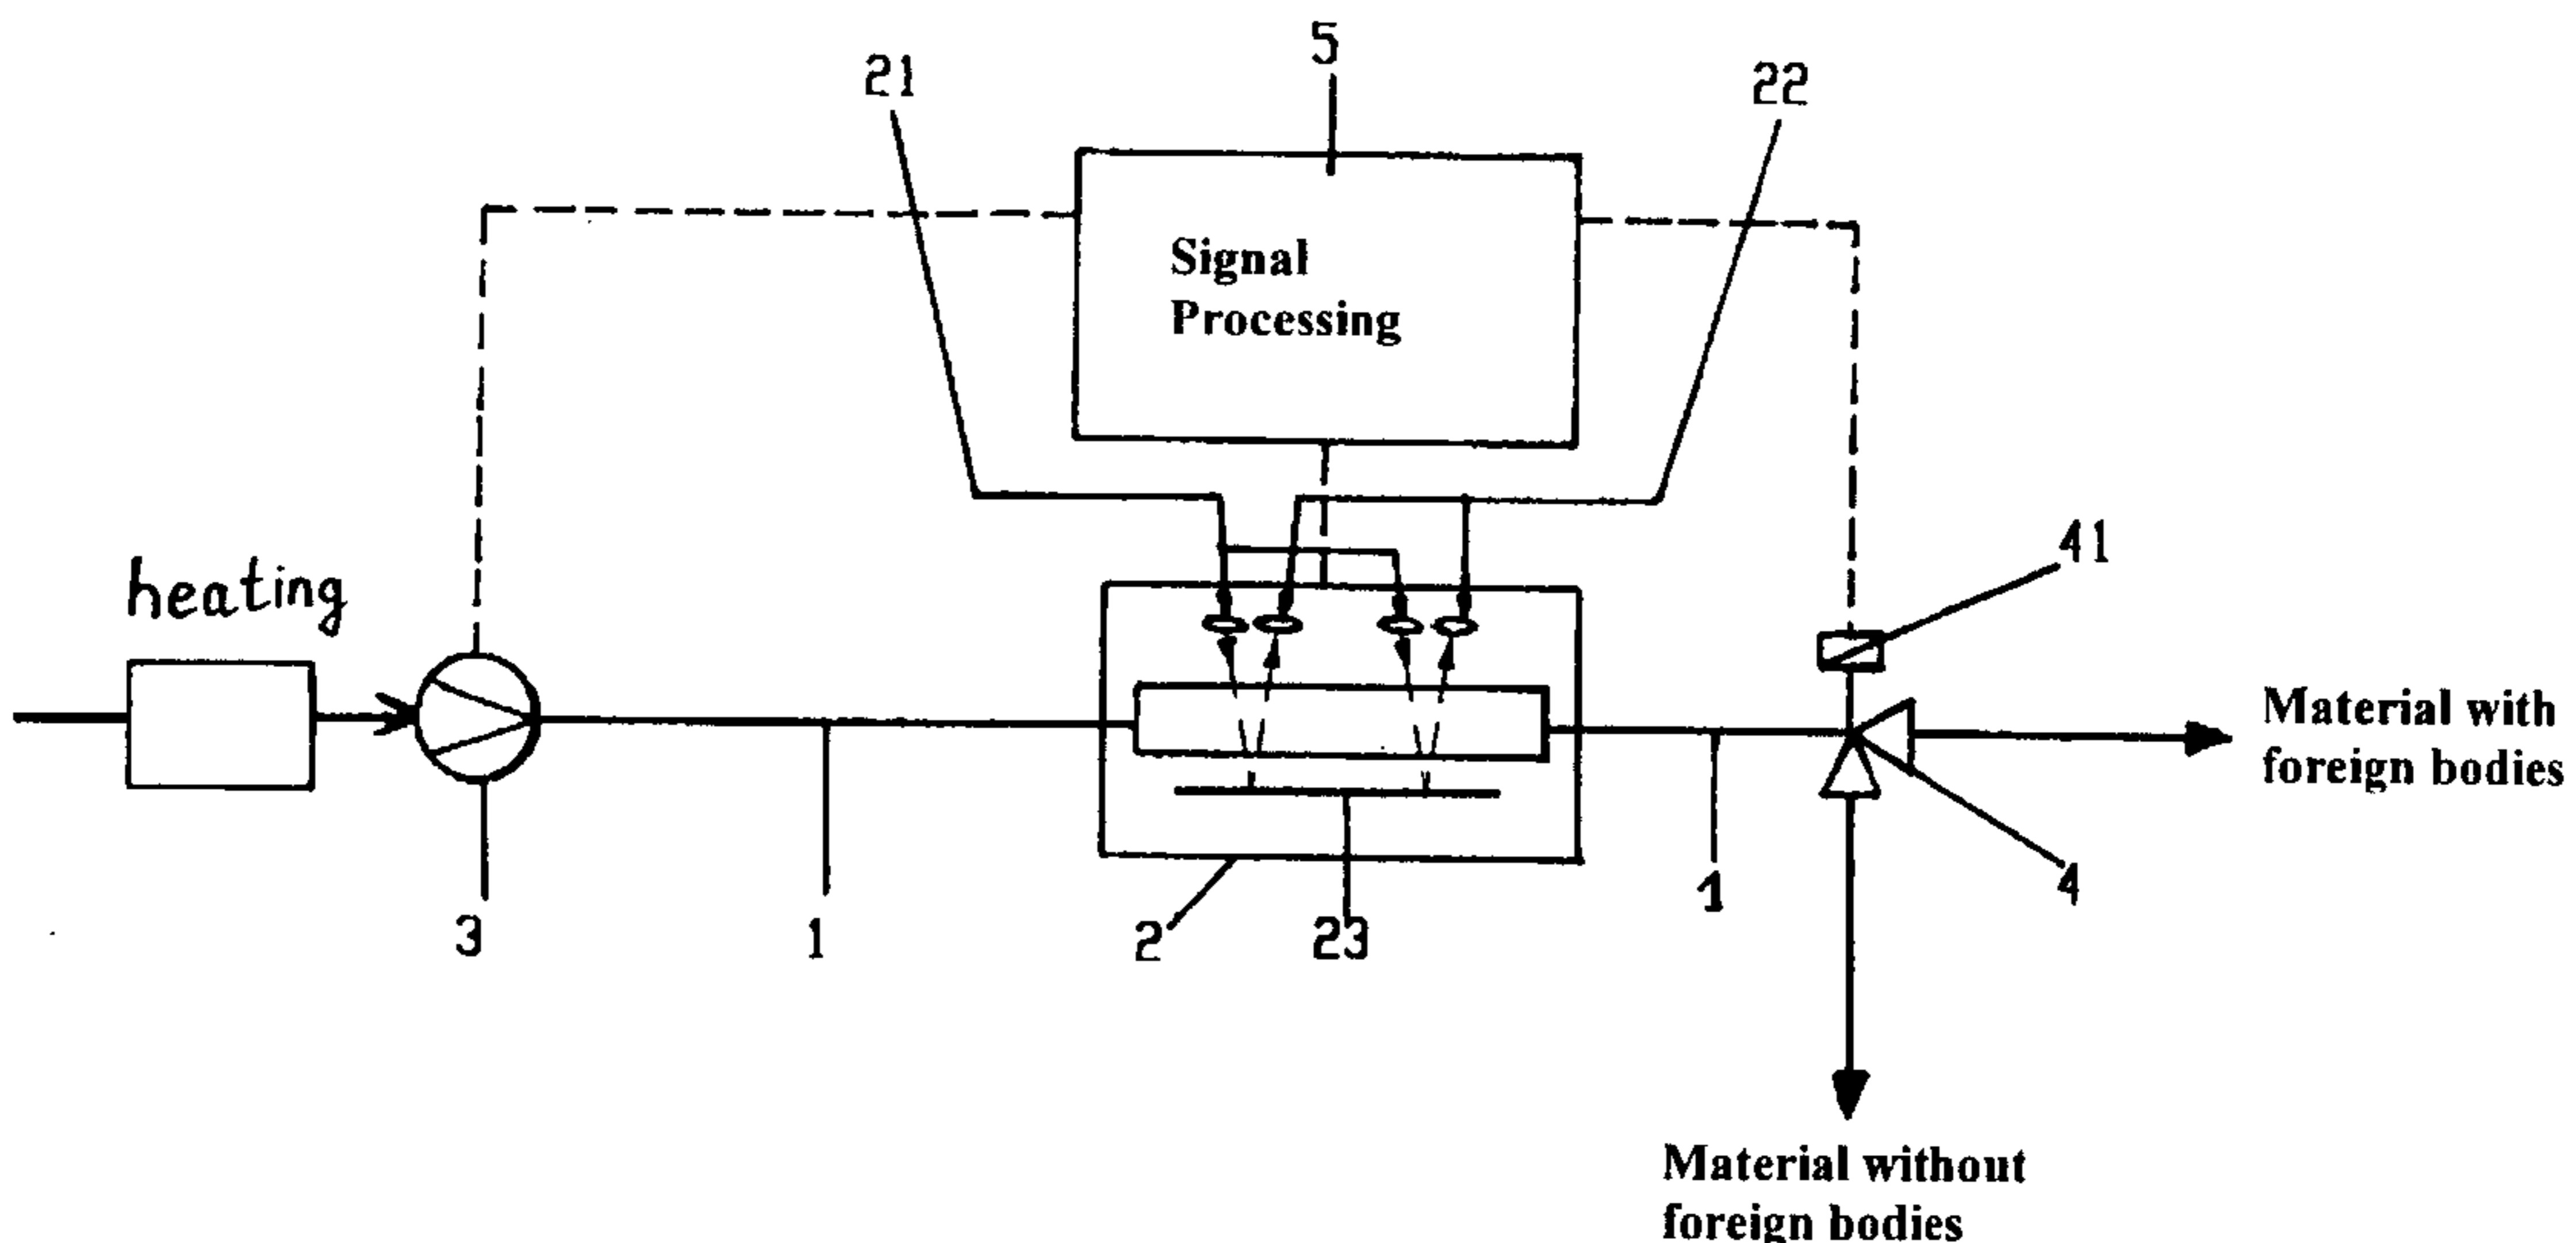 5
21
22
Signal
Processing
41
heating
Material with
foreign bodies
3
1
2
23
1
4
Material without
foreign bodies